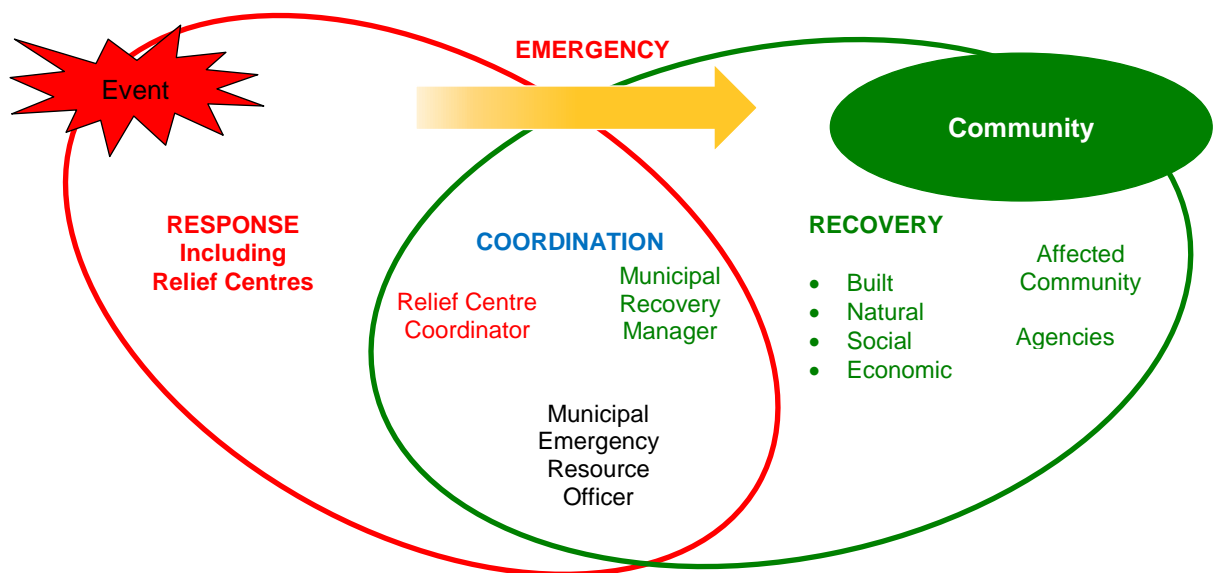 EMERGENCY
Event
Community
RESPONSE
Including
Relief Centres
COORDINATION
Relief Centre
Coordinator
Municipal
Recovery
Manager
Municipal
Emergency
Resource
Officer
RECOVERY
• Built
• Natural
• Social
• Economic
Affected
Community
Agencies